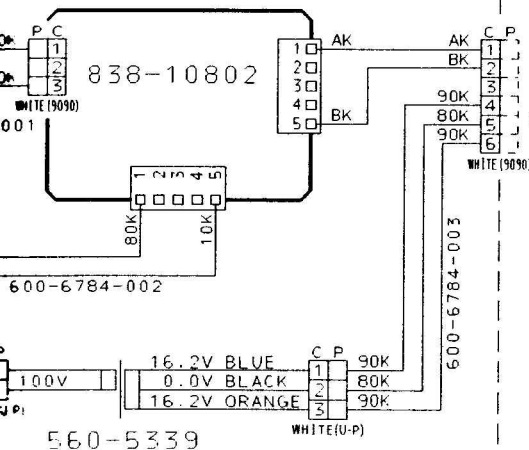 P C
1
2
3
WHITE(9090)
001
838-10802
1
2
3
4
5
AK
BK
AK
BK
C P
1
2
3
4
5
6
90K
80K
90K
WHITE(9090)
1 2 3 4 5
80K
10K
600-6784-002
600-6784-003
100V
16.2V BLUE
0.0V BLACK
16.2V ORANGE
C P
1
2
3
90K
80K
90K
WHITE(U-P)
560-5339